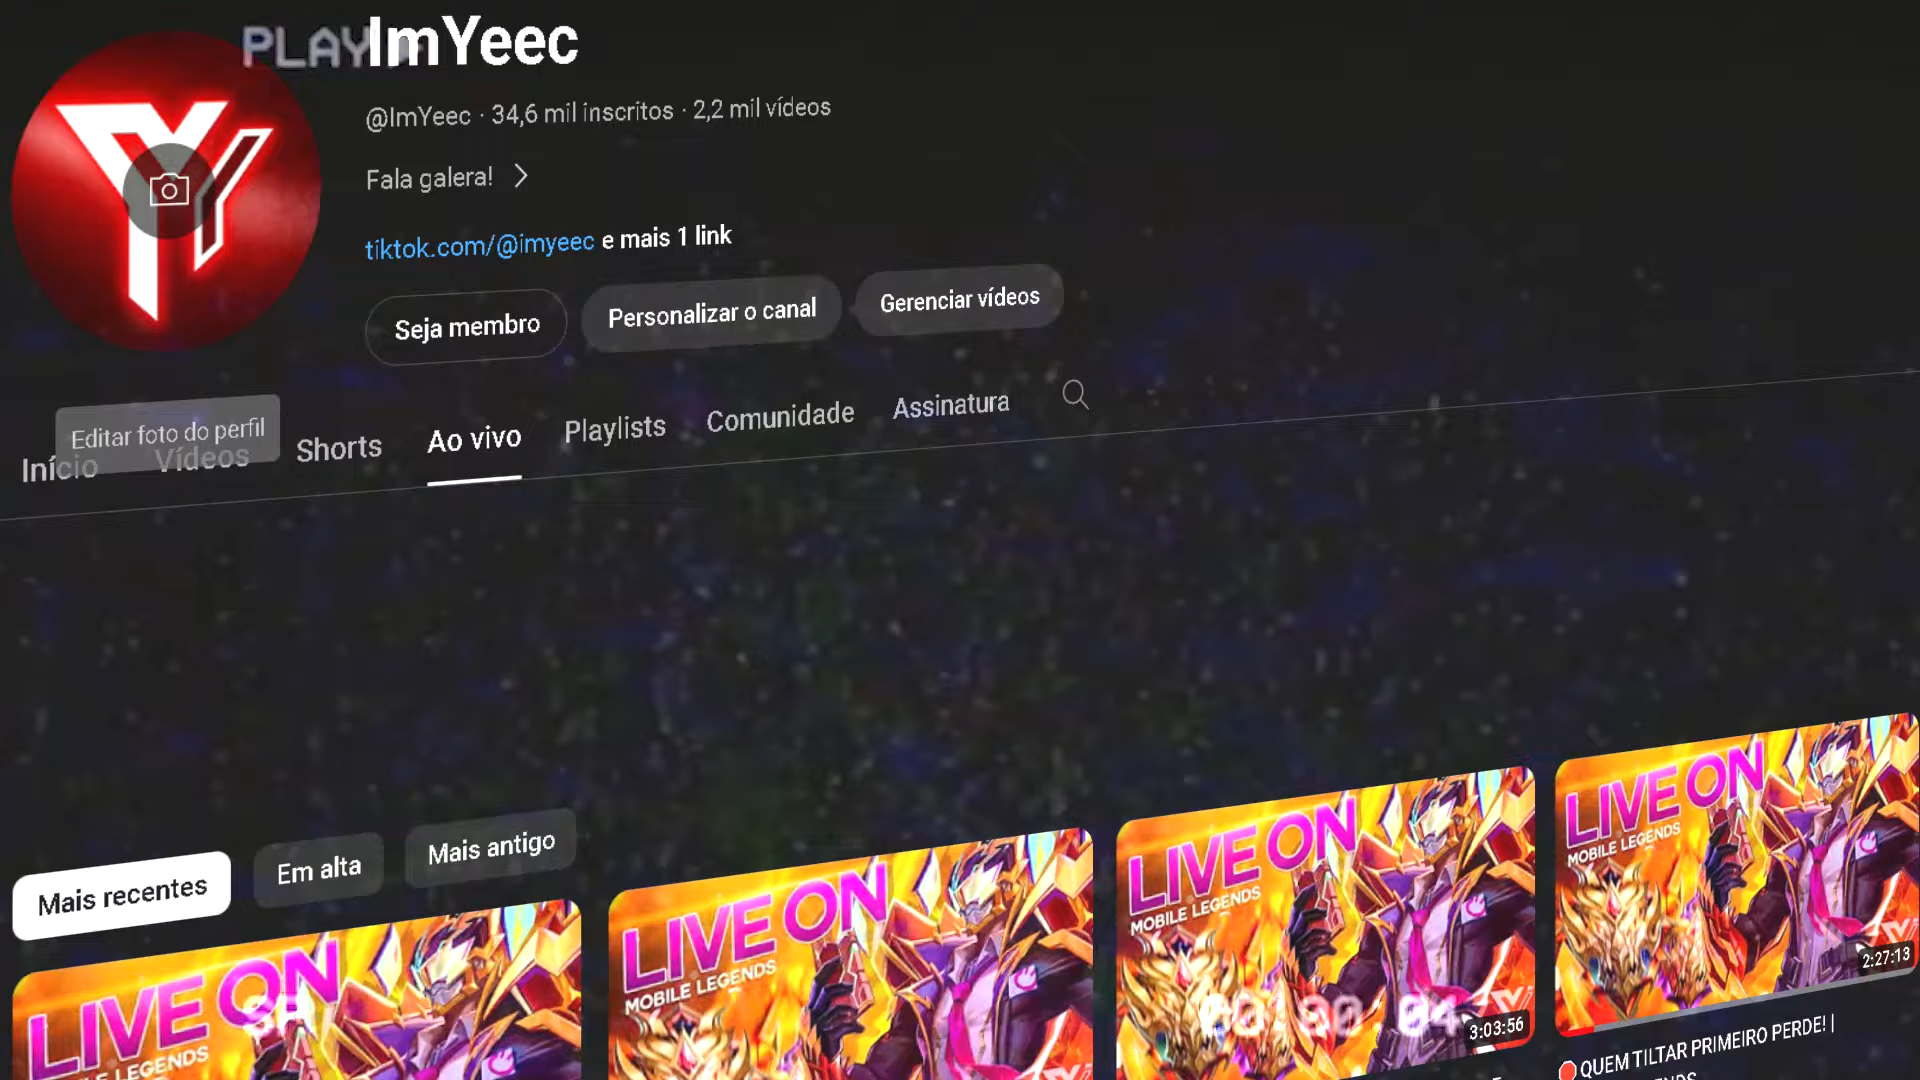 PLAY
ImYeec
@ImYeec · 34,6 mil inscritos · 2,2 mil vídeos
Fala galera!
tiktok.com/@imyeec e mais 1 link
Seja membro
Personalizar o canal
Gerenciar vídeos
Editar foto do perfil
Início
Vídeos
Shorts
Ao vivo
Playlists
Comunidade
Assinatura
Mais recentes
Em alta
Mais antigo
LIVE ON
LEGENDS
LIVE ON
MOBILE LEGENDS
LIVE ON
MOBILE LEGENDS
3:03:56
LIVE ON
MOBILE LEGENDS
2:27:13
QUEM TILTAR PRIMEIRO PERDE! |